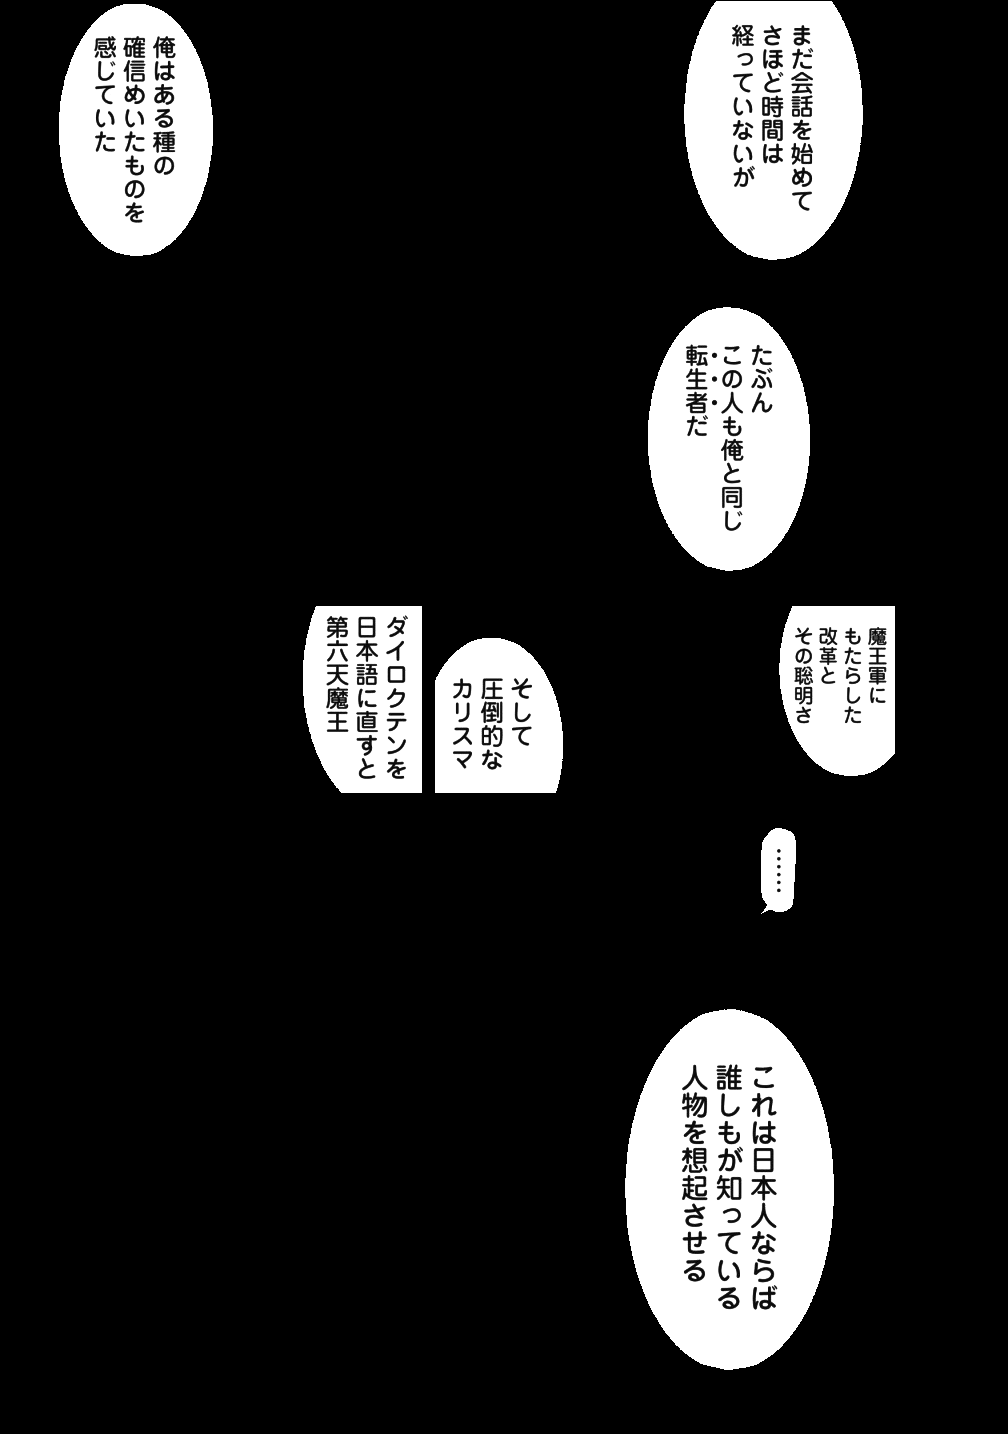 まだ会話を始めて
さほど時間は
経っていないが
俺はある種の
確信めいたものを
感じていた
たぶん
この人も俺と同じ
転生者だ
魔王軍に
もたらした
改革と
その聡明さ
そして
圧倒的な
カリスマ
ダイロクテンを
日本語に直すと
第六天魔王
……
これは日本人ならば
誰しもが知っている
人物を想起させる